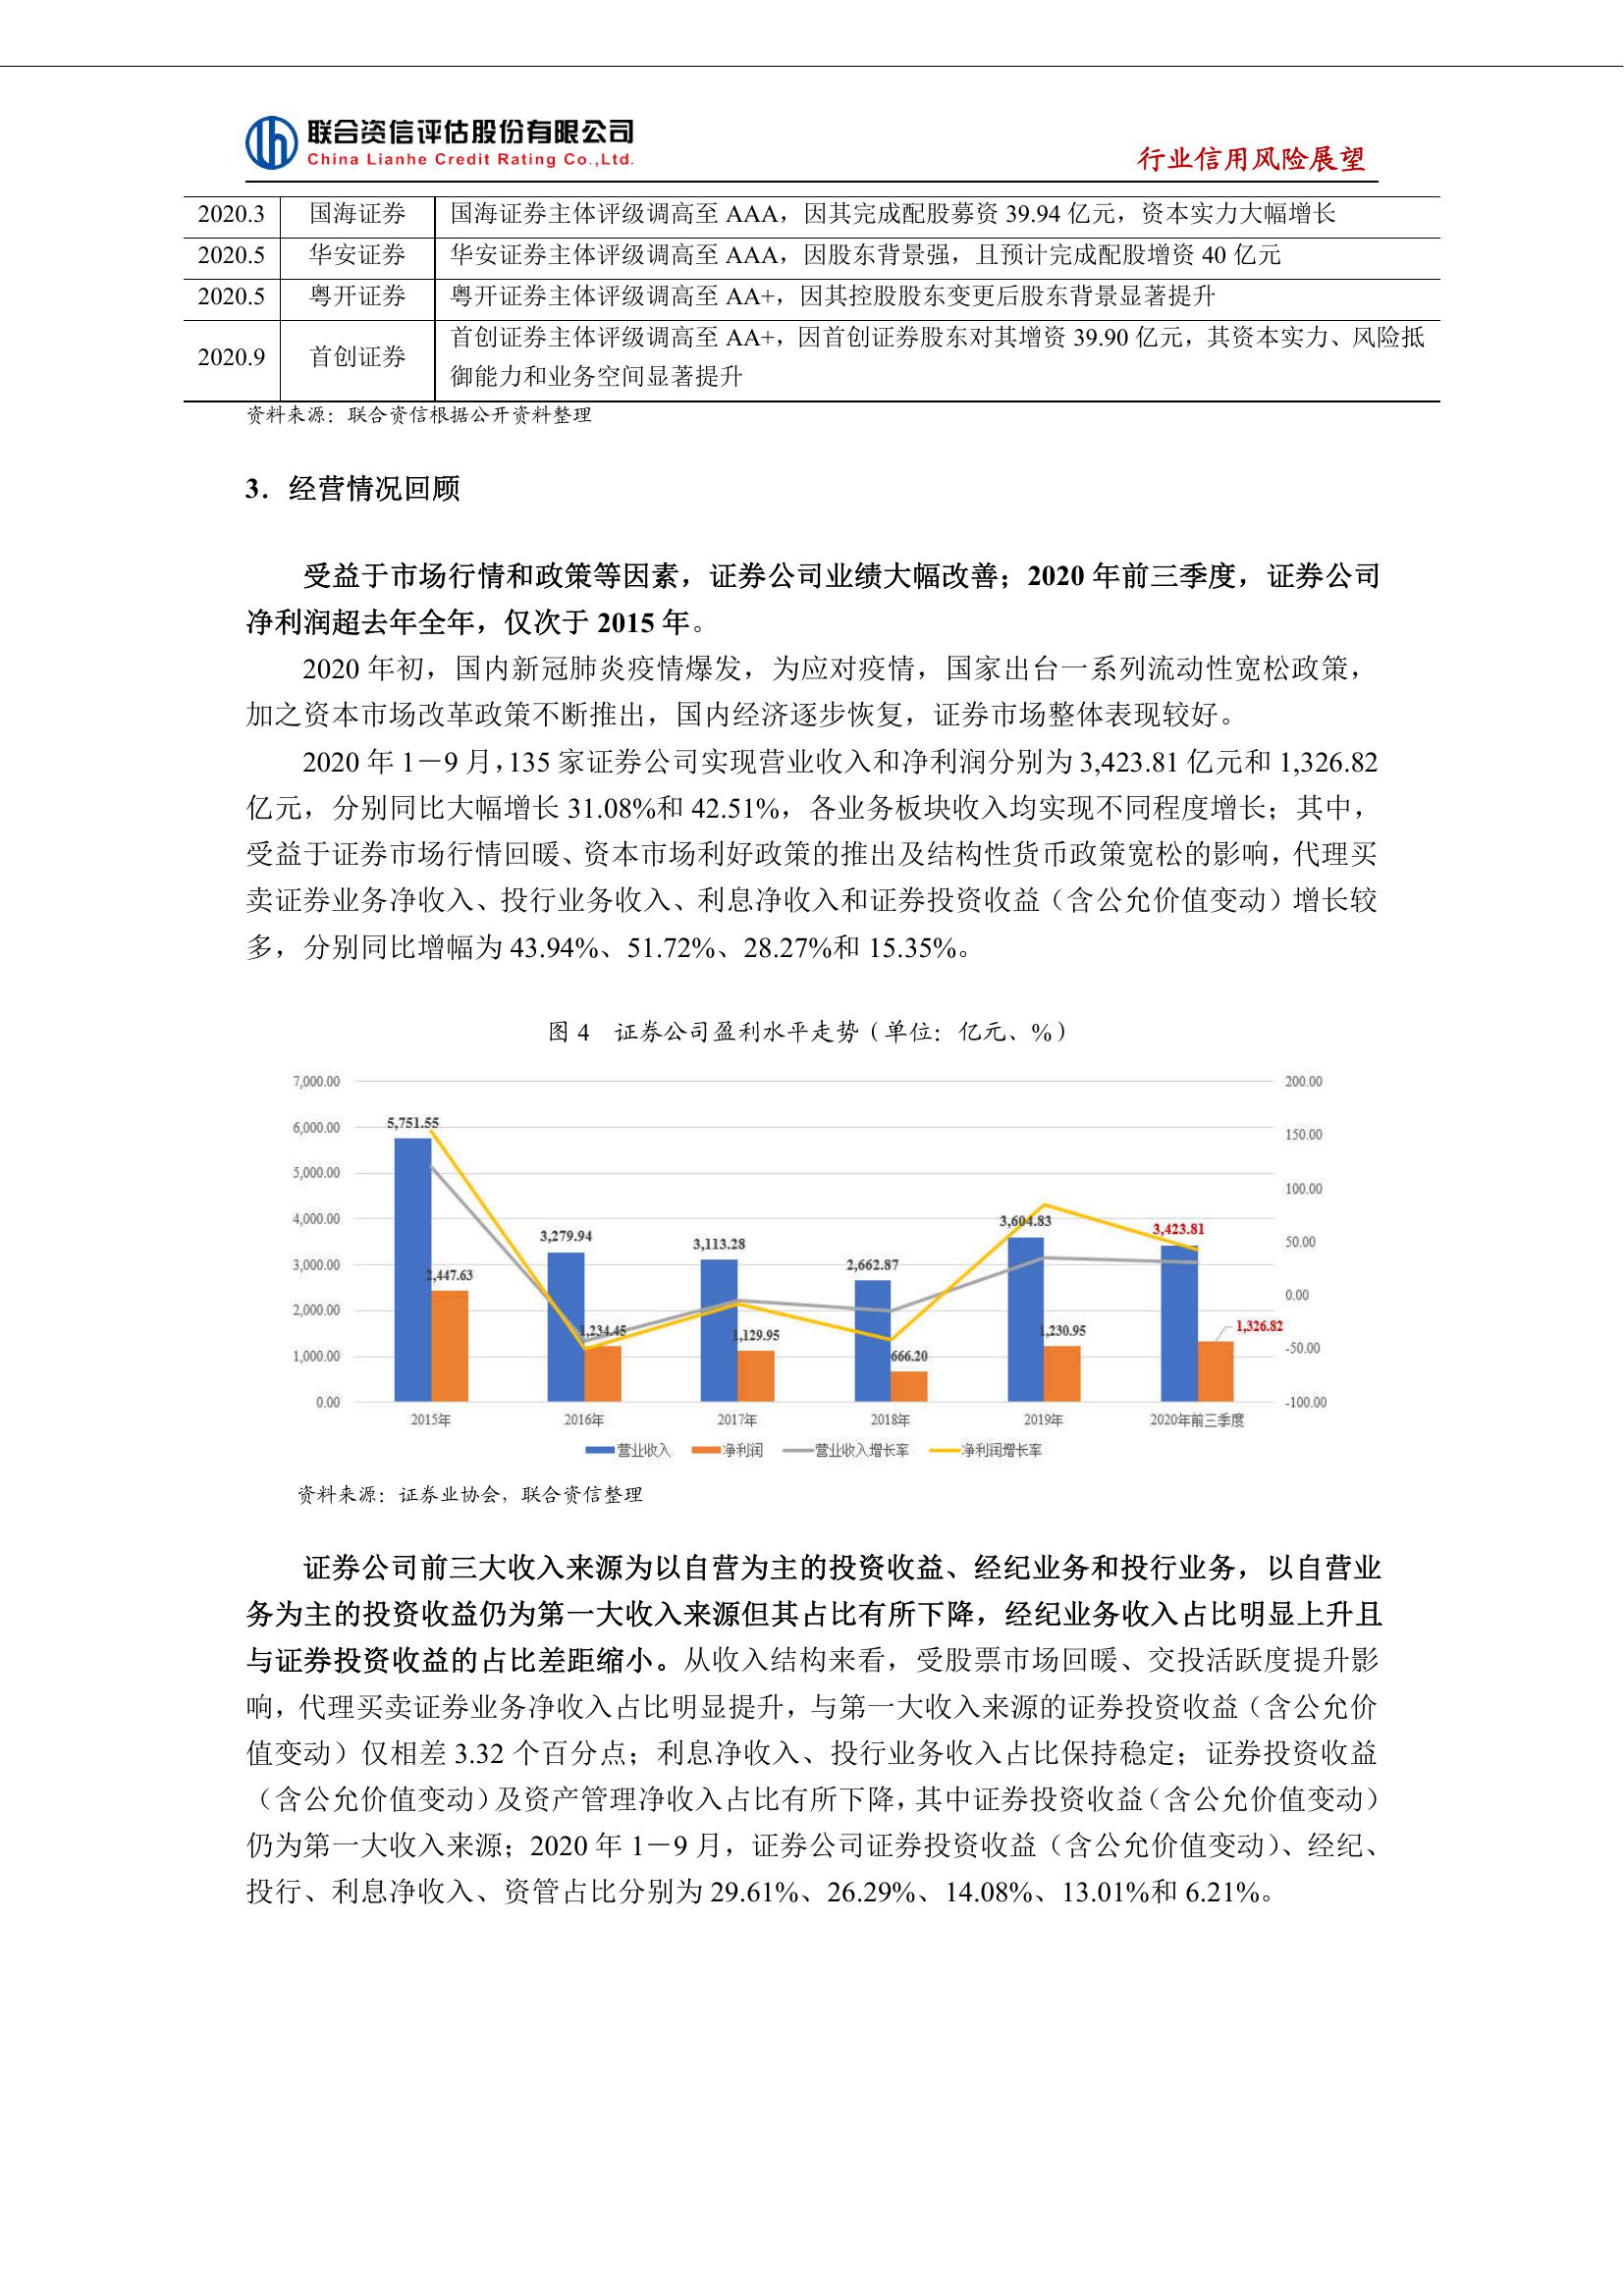 联合资信评估股份有限公司
China Lianhe Credit Rating Co.,Ltd.
行业信用风险展望
2020.3 国海证券 国海证券主体评级调高至 AAA，因其完成配股募资 39.94 亿元，资本实力大幅增长
2020.5 华安证券 华安证券主体评级调高至 AAA，因股东背景强，且预计完成配股增资 40 亿元
2020.5 粤开证券 粤开证券主体评级调高至 AA+，因其控股股东变更后股东背景显著提升
2020.9 首创证券 首创证券主体评级调高至 AA+，因首创证券股东对其增资 39.90 亿元，其资本实力、风险抵
御能力和业务空间显著提升
资料来源：联合资信根据公开资料整理
3．经营情况回顾
受益于市场行情和政策等因素，证券公司业绩大幅改善；2020 年前三季度，证券公司
净利润超去年全年，仅次于 2015 年。
2020 年初，国内新冠肺炎疫情爆发，为应对疫情，国家出台一系列流动性宽松政策，
加之资本市场改革政策不断推出，国内经济逐步恢复，证券市场整体表现较好。
2020 年 1－9 月，135 家证券公司实现营业收入和净利润分别为 3,423.81 亿元和 1,326.82
亿元，分别同比大幅增长 31.08%和 42.51%，各业务板块收入均实现不同程度增长；其中，
受益于证券市场行情回暖、资本市场利好政策的推出及结构性货币政策宽松的影响，代理买
卖证券业务净收入、投行业务收入、利息净收入和证券投资收益（含公允价值变动）增长较
多，分别同比增幅为 43.94%、51.72%、28.27%和 15.35%。
图 4 证券公司盈利水平走势（单位：亿元、%）
7,000.00 200.00
6,000.00 150.00
5,000.00 100.00
4,000.00 50.00
3,000.00 0.00
2,000.00 -50.00
1,000.00 -100.00
0.00
5,751.55 3,279.94 3,113.28 2,662.87 3,604.83 3,423.81
2,447.63 1,234.45 1,129.95 666.20 1,230.95 1,326.82
2015年 2016年 2017年 2018年 2019年 2020年前三季度
营业收入 净利润 营业收入增长率 净利润增长率
资料来源：证券业协会，联合资信整理
证券公司前三大收入来源为以自营为主的投资收益、经纪业务和投行业务，以自营业
务为主的投资收益仍为第一大收入来源但其占比有所下降，经纪业务收入占比明显上升且
与证券投资收益的占比差距缩小。从收入结构来看，受股票市场回暖、交投活跃度提升影
响，代理买卖证券业务净收入占比明显提升，与第一大收入来源的证券投资收益（含公允价
值变动）仅相差 3.32 个百分点；利息净收入、投行业务收入占比保持稳定；证券投资收益
（含公允价值变动）及资产管理净收入占比有所下降，其中证券投资收益（含公允价值变动）
仍为第一大收入来源；2020 年 1－9 月，证券公司证券投资收益（含公允价值变动）、经纪、
投行、利息净收入、资管占比分别为 29.61%、26.29%、14.08%、13.01%和 6.21%。